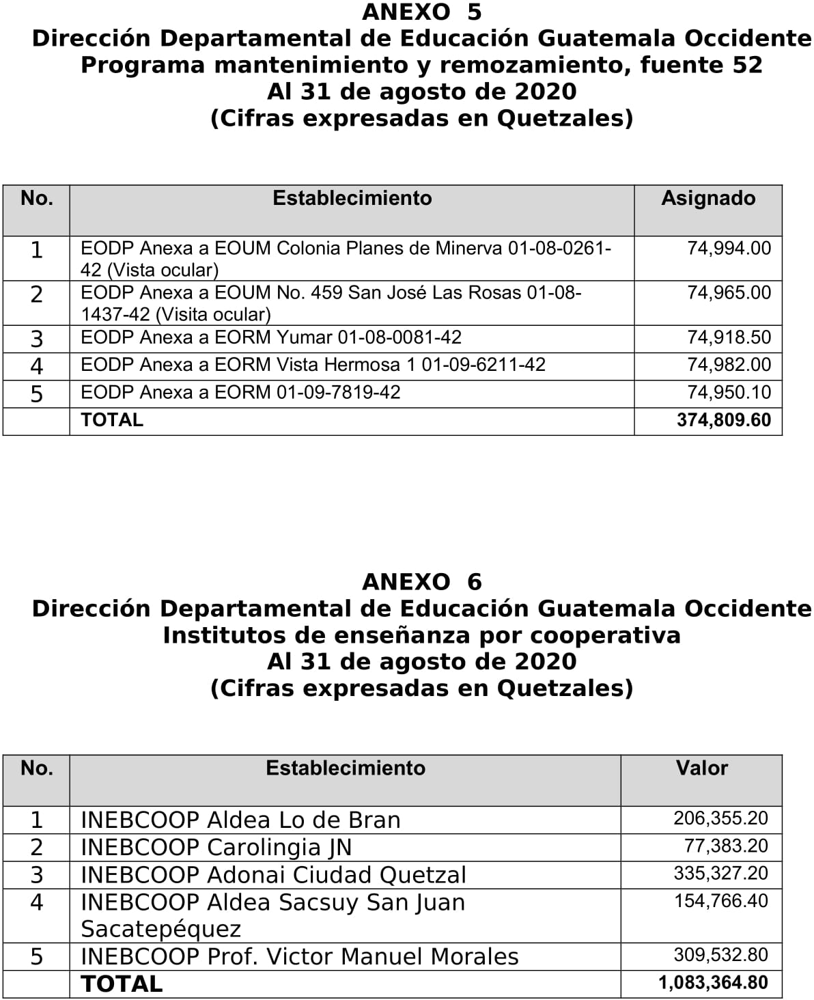 ANEXO 5
Dirección Departamental de Educación Guatemala Occidente
Programa mantenimiento y remozamiento, fuente 52
Al 31 de agosto de 2020
(Cifras expresadas en Quetzales)
No. Establecimiento Asignado
1 EODP Anexa a EOUM Colonia Planes de Minerva 01-08-0261- 74,994.00
42 (Vista ocular)
2 EODP Anexa a EOUM No. 459 San José Las Rosas 01-08- 74,965.00
1437-42 (Visita ocular)
3 EODP Anexa a EORM Yumar 01-08-0081-42 74,918.50
4 EODP Anexa a EORM Vista Hermosa 1 01-09-6211-42 74,982.00
5 EODP Anexa a EORM 01-09-7819-42 74,950.10
TOTAL 374,809.60
ANEXO 6
Dirección Departamental de Educación Guatemala Occidente
Institutos de enseñanza por cooperativa
Al 31 de agosto de 2020
(Cifras expresadas en Quetzales)
No. Establecimiento Valor
1 INEBCOOP Aldea Lo de Bran 206,355.20
2 INEBCOOP Carolingia JN 77,383.20
3 INEBCOOP Adonai Ciudad Quetzal 335,327.20
4 INEBCOOP Aldea Sacsuy San Juan 154,766.40
Sacatepéquez
5 INEBCOOP Prof. Victor Manuel Morales 309,532.80
TOTAL 1,083,364.80